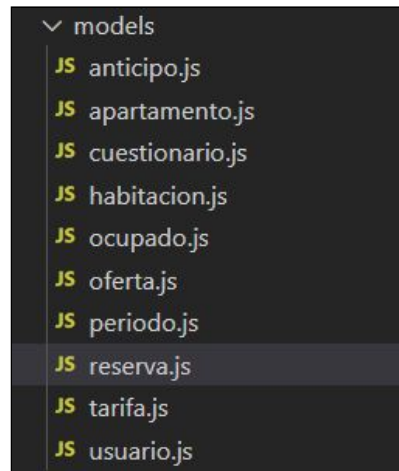 models
JS anticipo.js
JS apartamento.js
JS cuestionario.js
JS habitacion.js
JS ocupado.js
JS oferta.js
JS periodo.js
JS reserva.js
JS tarifa.js
JS usuario.js